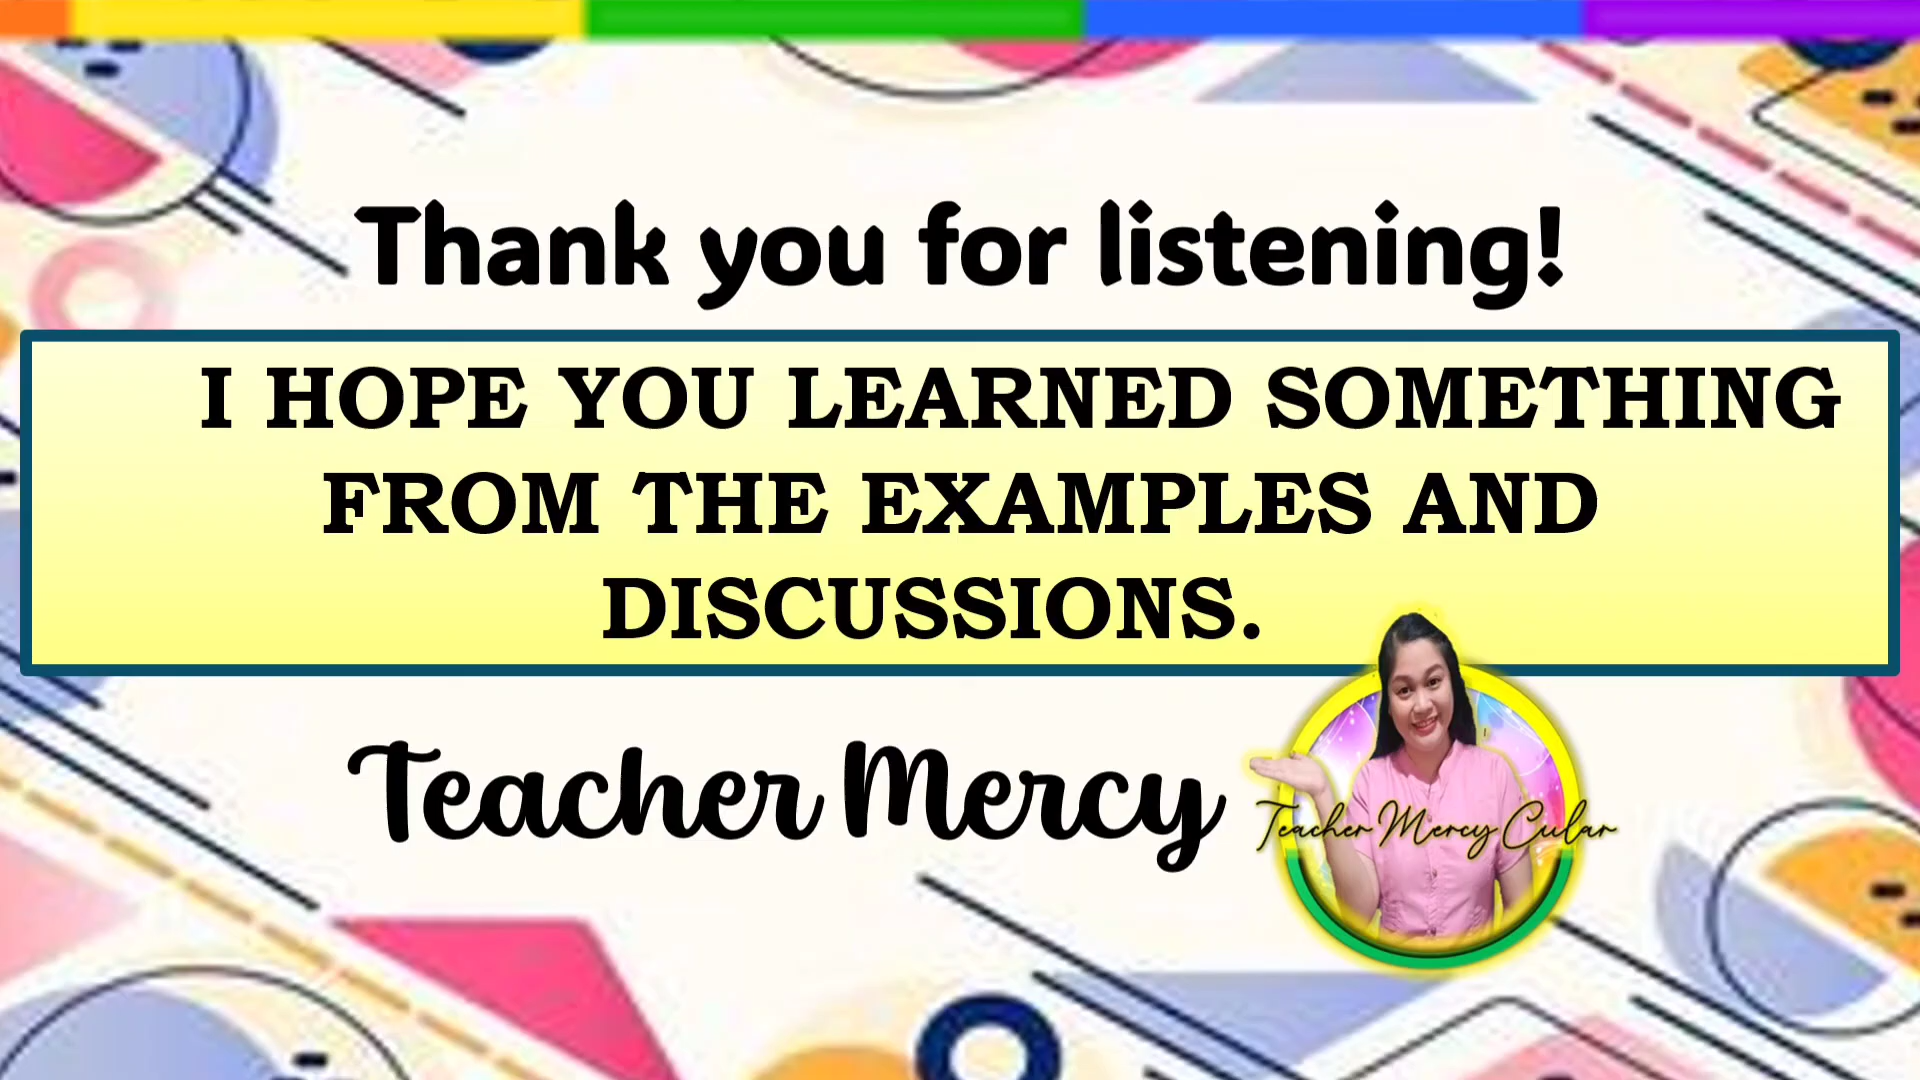 Thank you for listening!
I HOPE YOU LEARNED SOMETHING
FROM THE EXAMPLES AND
DISCUSSIONS.
Teacher Mercy
Teacher Mercy Cular